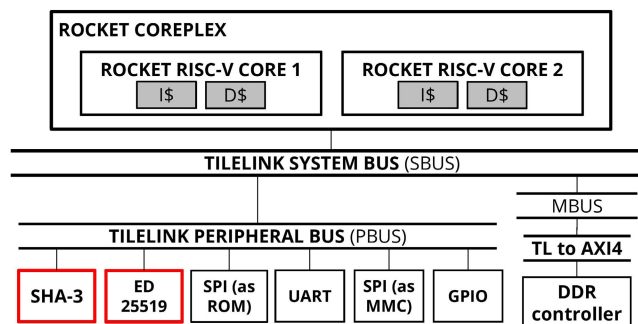 ROCKET COREPLEX
ROCKET RISC-V CORE 1
I$ D$
ROCKET RISC-V CORE 2
I$ D$
TILELINK SYSTEM BUS (SBUS)
MBUS
TILELINK PERIPHERAL BUS (PBUS)
TL to AXI4
SHA-3
ED
25519
SPI (as
ROM)
UART
SPI (as
MMC)
GPIO
DDR
controller